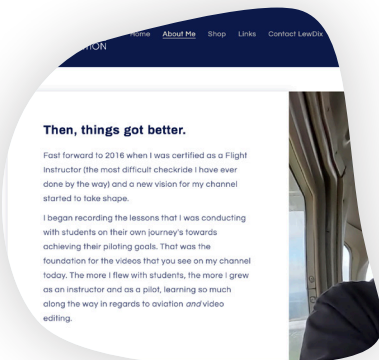 Home About Me Shop Links Contact LewDix
Then, things got better.
Fast forward to 2016 when I was certified as a Flight
Instructor (the most difficult checkride I have ever
done by the way) and a new vision for my channel
started to take shape.
I began recording the lessons that I was conducting
with students on their own journey's towards
achieving their piloting goals. That was the
foundation for the videos that you see on my channel
today. The more I flew with students, the more I grew
as an instructor and as a pilot, learning so much
along the way in regards to aviation and video
editing.